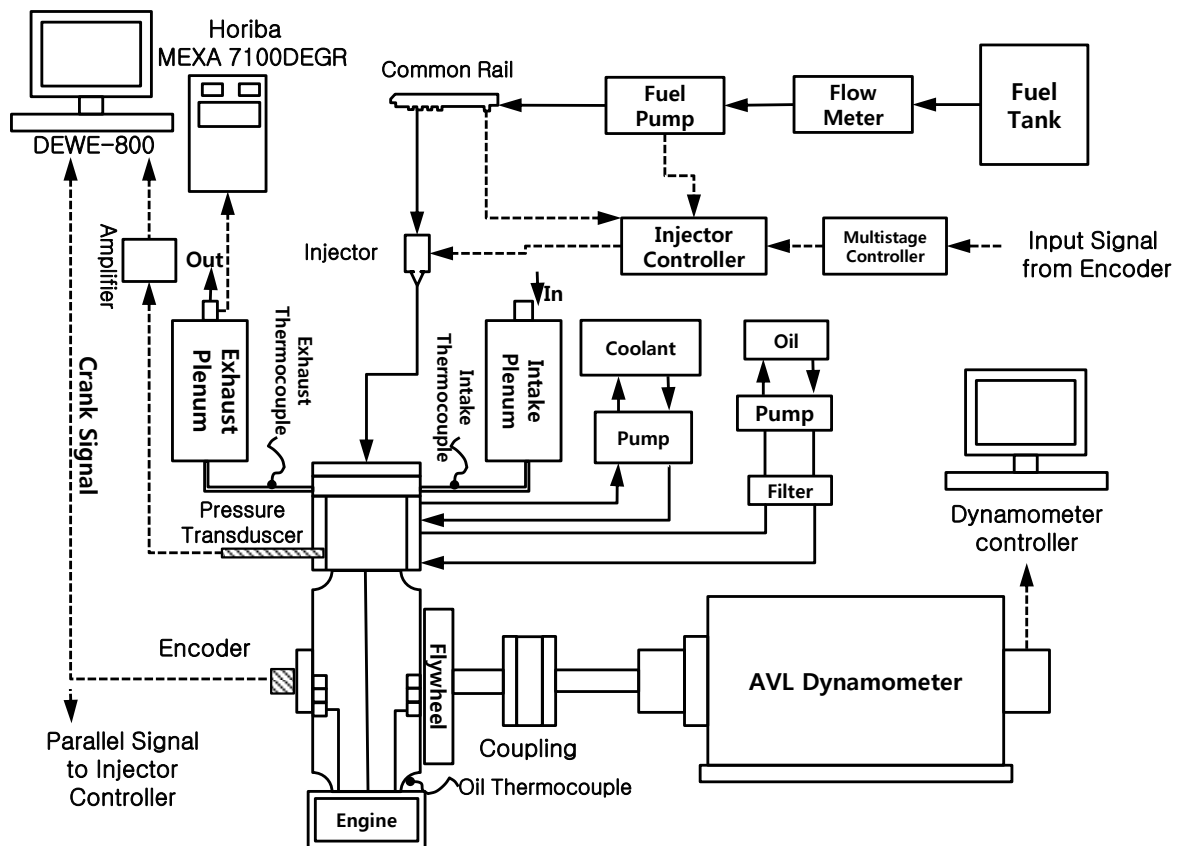 Horiba
MEXA 7100DEGR
DEWE-800
Common Rail
Fuel
Pump
Flow
Meter
Fuel
Tank
Amplifier
Out
Injector
Injector
Controller
Multistage
Controller
Input Signal
from Encoder
In
Crank Signal
Exhaust
Plenum
Exhaust
Thermocouple
Intake
Thermocouple
Intake
Plenum
Coolant
Pump
Oil
Pump
Filter
Pressure
Transduscer
Dynamometer
controller
Encoder
Flywheel
Coupling
AVL Dynamometer
Parallel Signal
to Injector
Controller
Oil Thermocouple
Engine